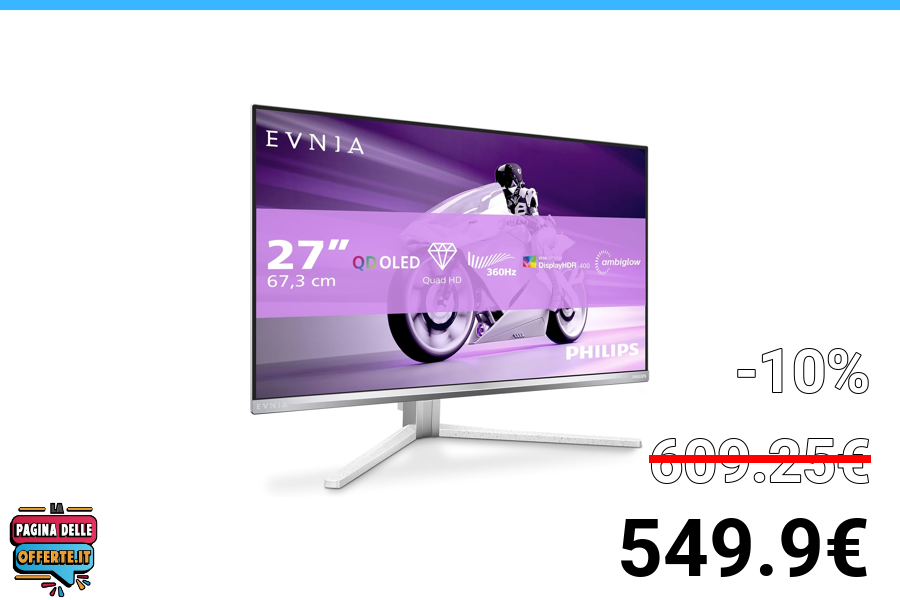 EVNIA
27”
67,3 cm
QD OLED
Quad HD
360Hz
DisplayHDR
400
ambiglow
PHILIPS
EVNIA
-10%
609.25€
549.9€
LA
PAGINA DELLE
OFFERTE.IT